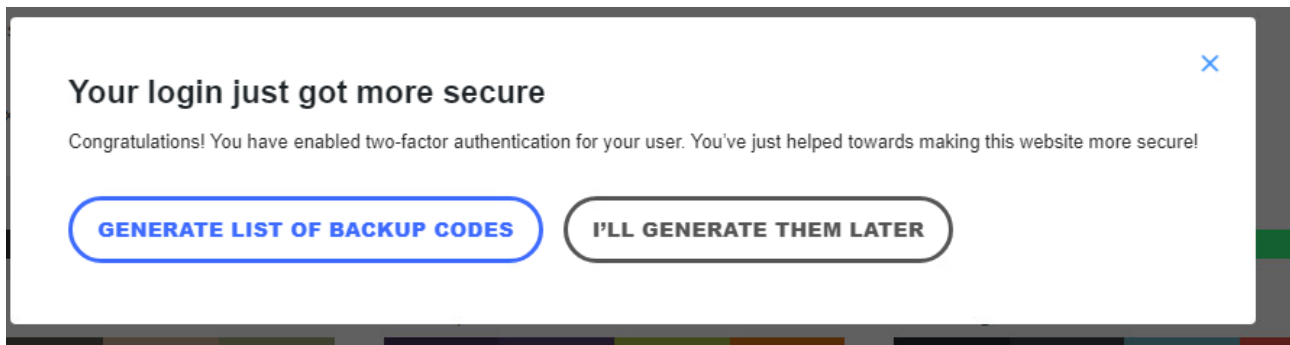 Your login just got more secure
Congratulations! You have enabled two-factor authentication for your user. You’ve just helped towards making this website more secure!
GENERATE LIST OF BACKUP CODES
I’LL GENERATE THEM LATER